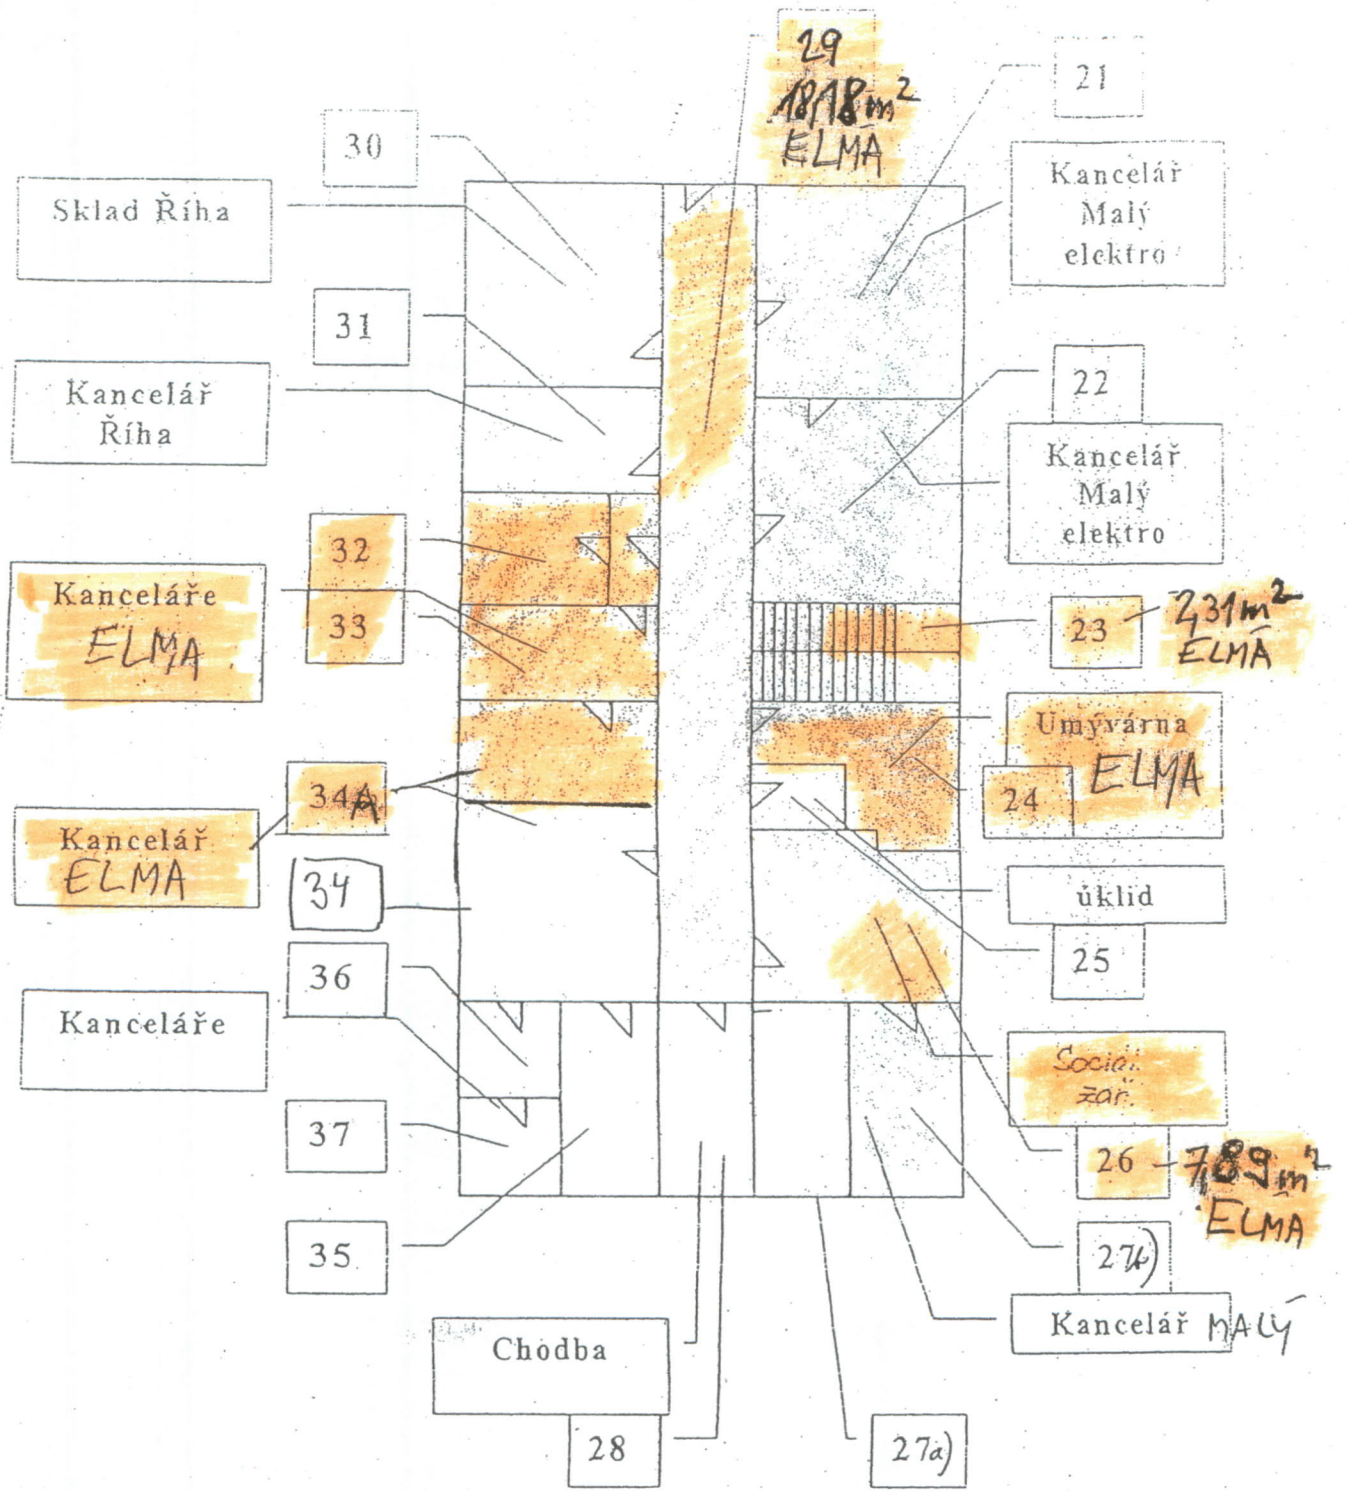 29
18,18 m²
ELMA
21
30
Kancelář
Malý
elektro
Sklad Říha
31
22
Kancelář
Říha
Kancelář
Malý
elektro
32
Kanceláře
ELMA
33
23
2,31 m²
ELMA
Umývárna
ELMA
24
34A
Kancelář
ELMA
34
úklid
25
36
Kanceláře
Sociál.
zař.
37
26
7,89 m²
ELMA
35
27b)
Kancelář MALÝ
Chodba
28
27a)